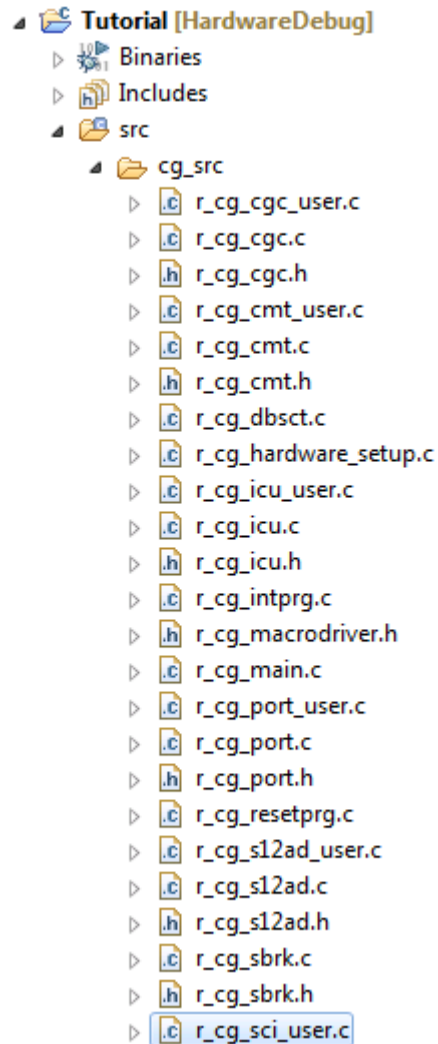 Tutorial [HardwareDebug]
Binaries
Includes
src
cg_src
r_cg_cgc_user.c
r_cg_cgc.c
r_cg_cgc.h
r_cg_cmt_user.c
r_cg_cmt.c
r_cg_cmt.h
r_cg_dbsct.c
r_cg_hardware_setup.c
r_cg_icu_user.c
r_cg_icu.c
r_cg_icu.h
r_cg_intprg.c
r_cg_macrodriver.h
r_cg_main.c
r_cg_port_user.c
r_cg_port.c
r_cg_port.h
r_cg_resetprg.c
r_cg_s12ad_user.c
r_cg_s12ad.c
r_cg_s12ad.h
r_cg_sbrk.c
r_cg_sbrk.h
r_cg_sci_user.c